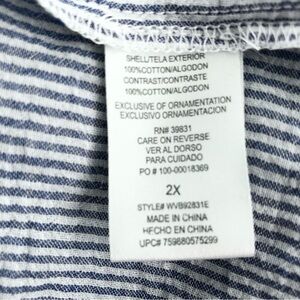 SHELL/TELA EXTERIOR
100%COTTON/ALGODON
CONTRAST/CONTRASTE
100%COTTON/ALGODON
EXCLUSIVE OF ORNAMENTATION
EXCLUSIVO ORNAMENTACION
RN# 39831
CARE ON REVERSE
VER AL DORSO
PARA CUIDADO
PO # 100-00018369
2X
STYLE# WVB92831E
MADE IN CHINA
HECHO EN CHINA
UPC# 759680575299